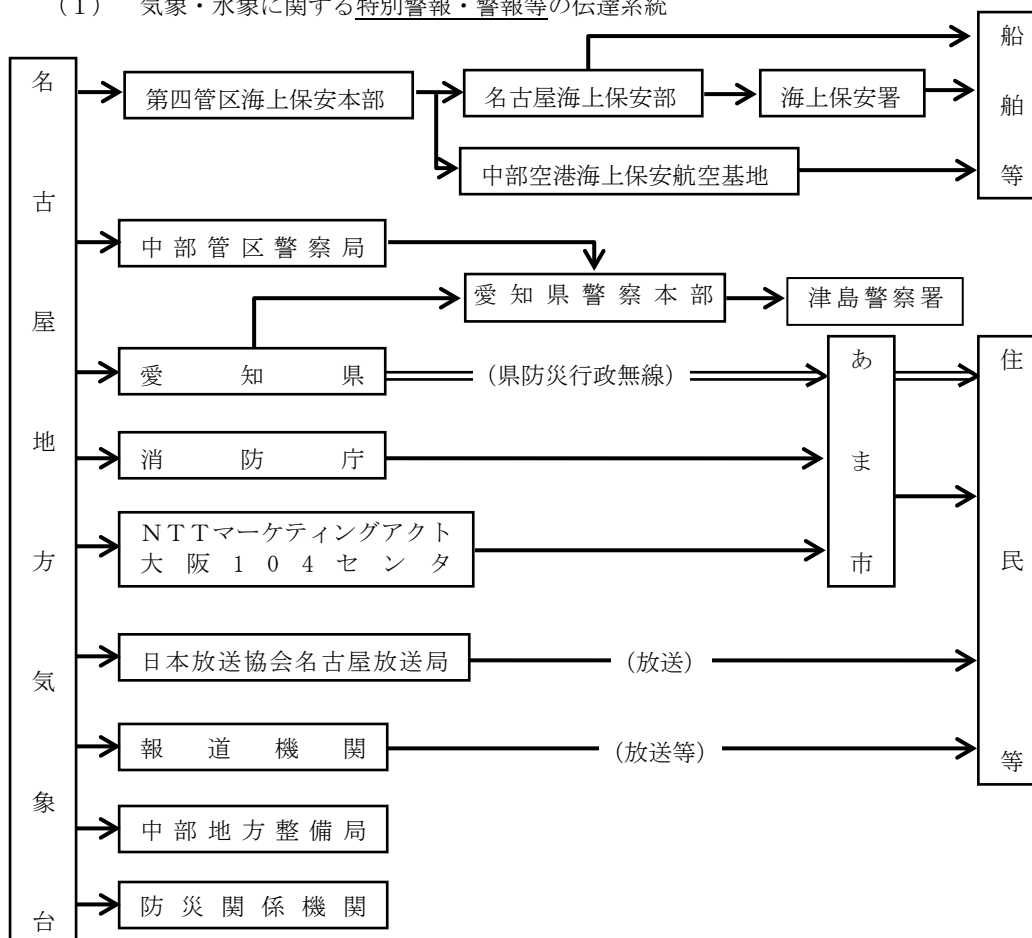 （１）　気象・水象に関する特別警報・警報等の伝達系統
名古屋地方気象台
第四管区海上保安本部
名古屋海上保安部
海上保安署
船舶等
中部空港海上保安航空基地
中部管区警察局
愛知県警察本部
津島警察署
愛知県
（県防災行政無線）
あま市
住民等
消防庁
ＮＴＴマーケティングアクト
大阪１０４センタ
日本放送協会名古屋放送局
（放送）
報道機関
（放送等）
中部地方整備局
防災関係機関